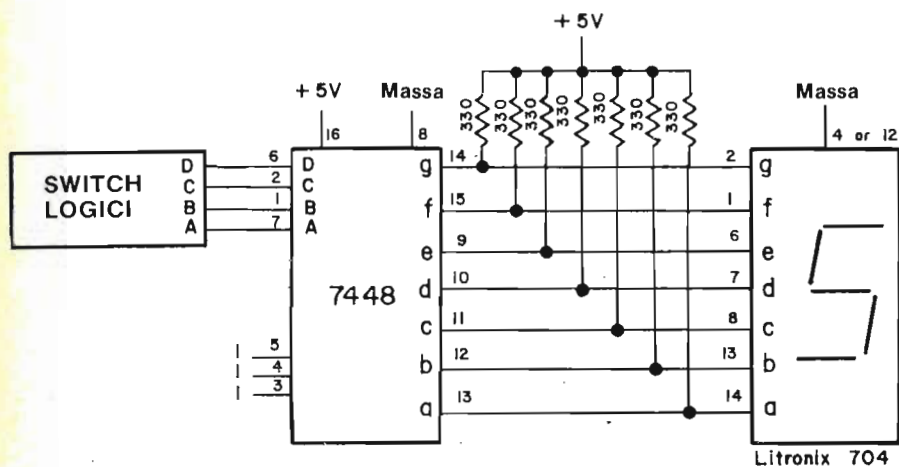 + 5V
+ 5V Massa 330 330 330 330 330 330 330 Massa
16 8 4 or 12
SWITCH LOGICI
D 6 D
C 2 C
B 1 B
A 7 A
7448
1 5
1 4
1 3
g 14 2 g
f 15 1 f
e 9 6 e
d 10 7 d
c 11 8 c
b 12 13 b
a 13 14 a
Litronix 704